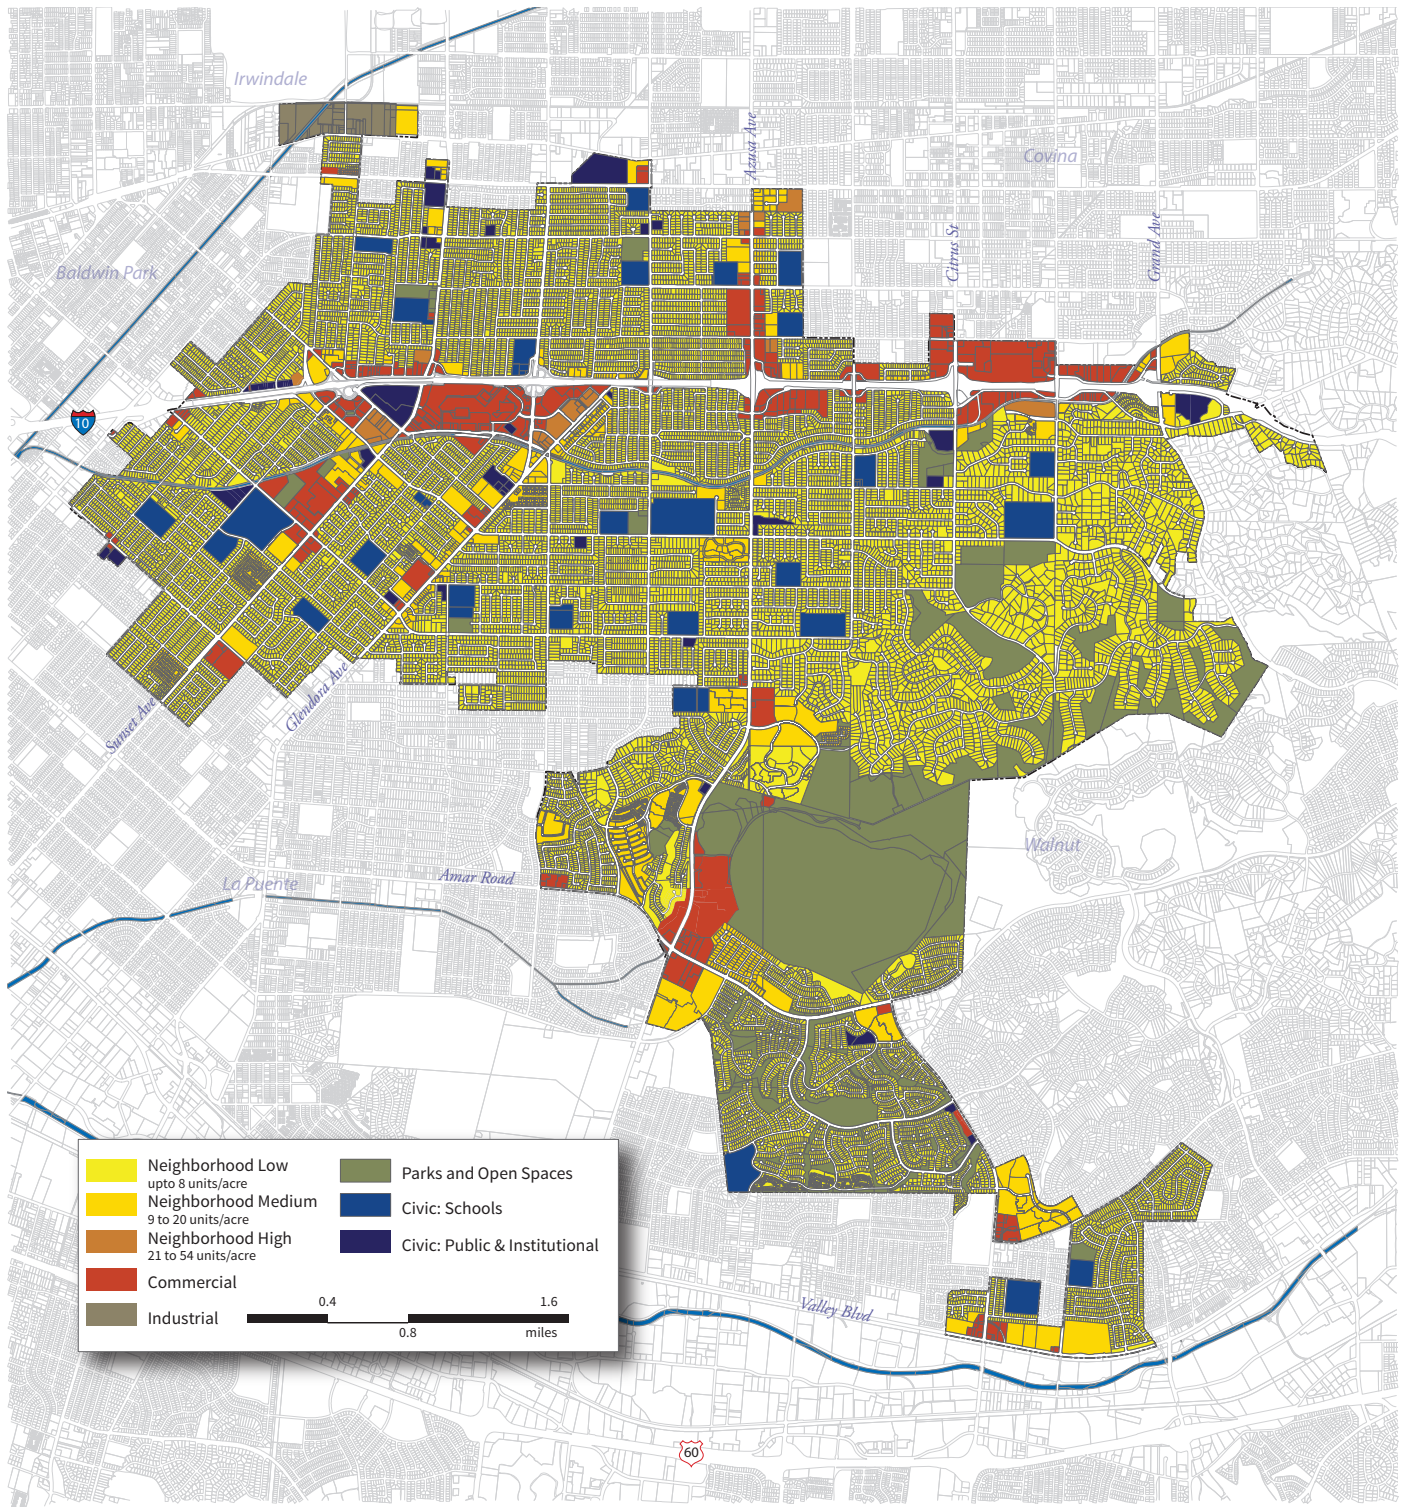 Irwindale
Azusa Ave
Covina
Citrus St
Grand Ave
Baldwin Park
10
Sunset Ave
Glendora Ave
Walnut
La Puente
Amar Road
Neighborhood Low
upto 8 units/acre
Neighborhood Medium
9 to 20 units/acre
Neighborhood High
21 to 54 units/acre
Commercial
Industrial
Parks and Open Spaces
Civic: Schools
Civic: Public & Institutional
0.4
1.6
0.8
miles
Valley Blvd
60